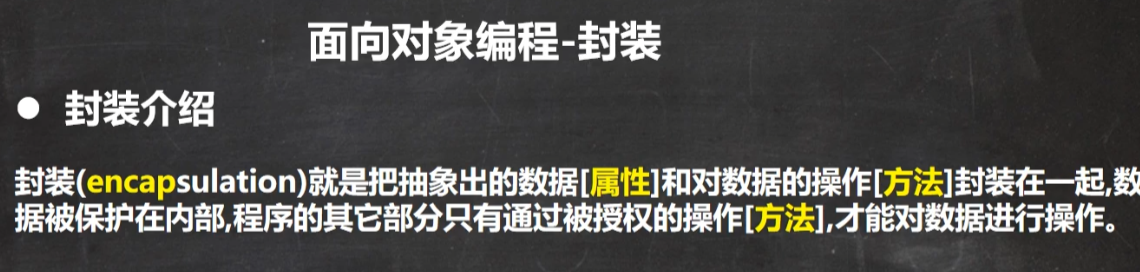 面向对象编程-封装
● 封装介绍
封装(encapsulation)就是把抽象出的数据[属性]和对数据的操作[方法]封装在一起,数
据被保护在内部,程序的其它部分只有通过被授权的操作[方法],才能对数据进行操作。